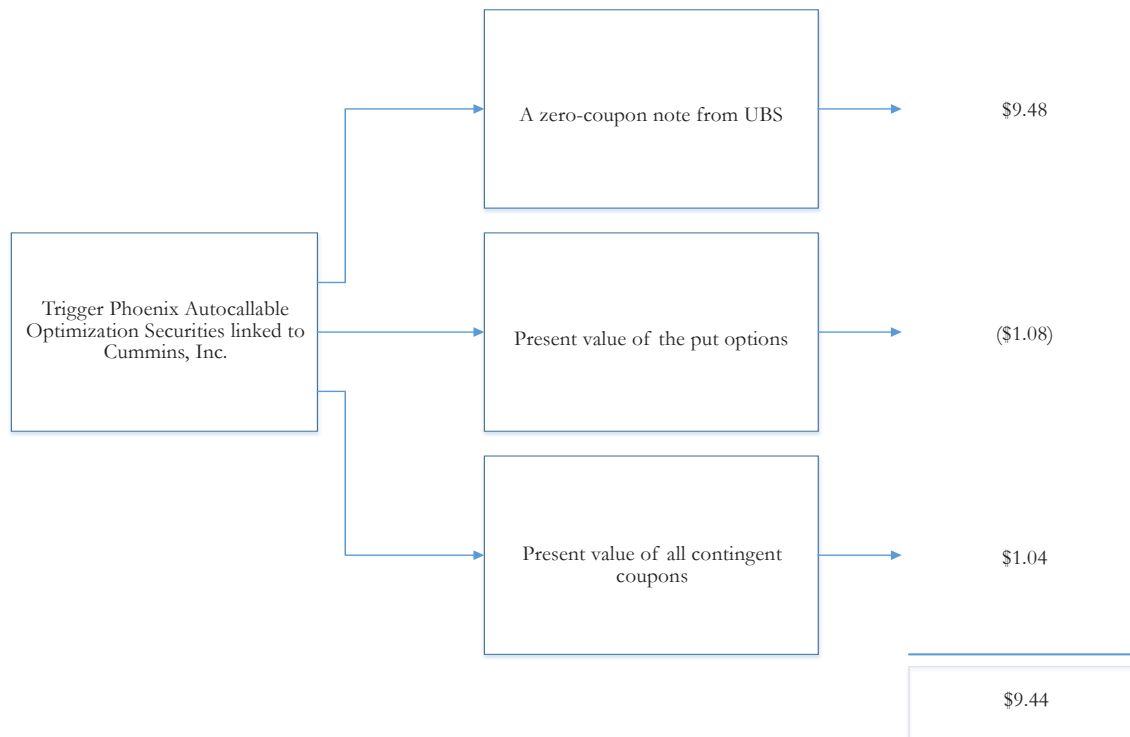 A zero-coupon note from UBS
$9.48
Trigger Phoenix Autocallable
Optimization Securities linked to
Cummins, Inc.
Present value of the put options
($1.08)
Present value of all contingent
coupons
$1.04
$9.44